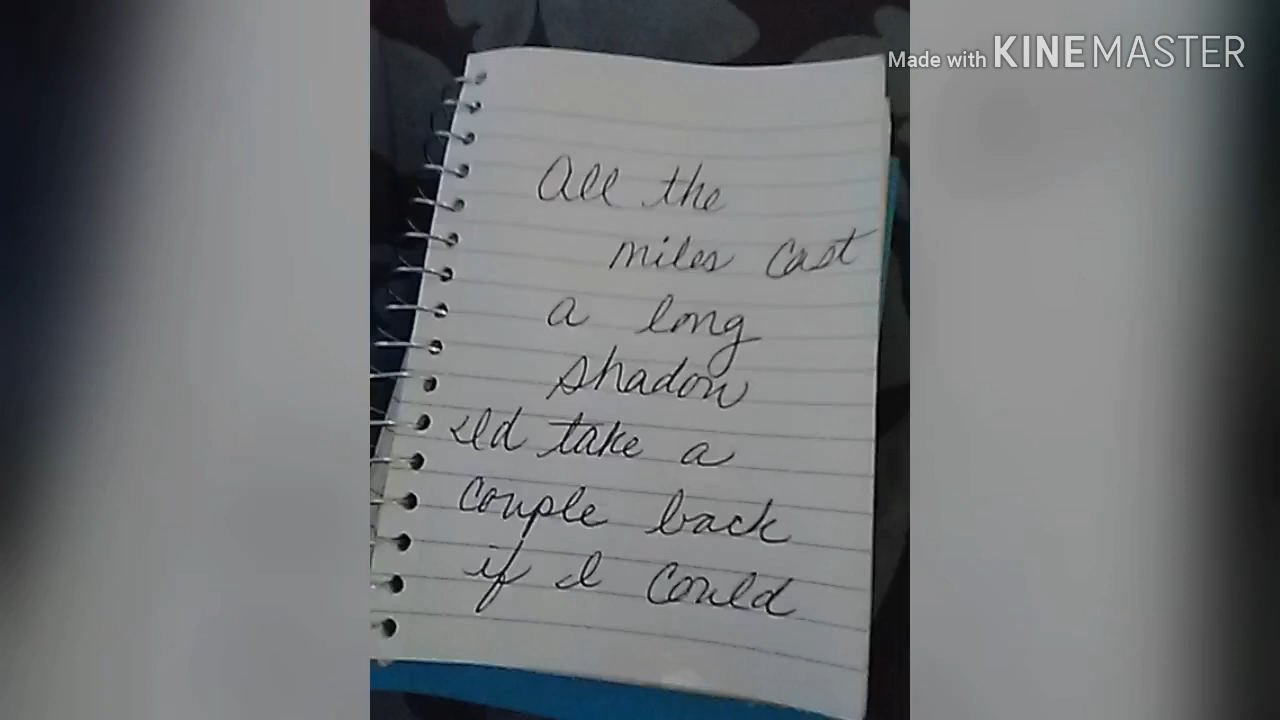 Made with KINEMASTER
All the
miles cast
a long
shadow
I'd take a
couple back
if I could